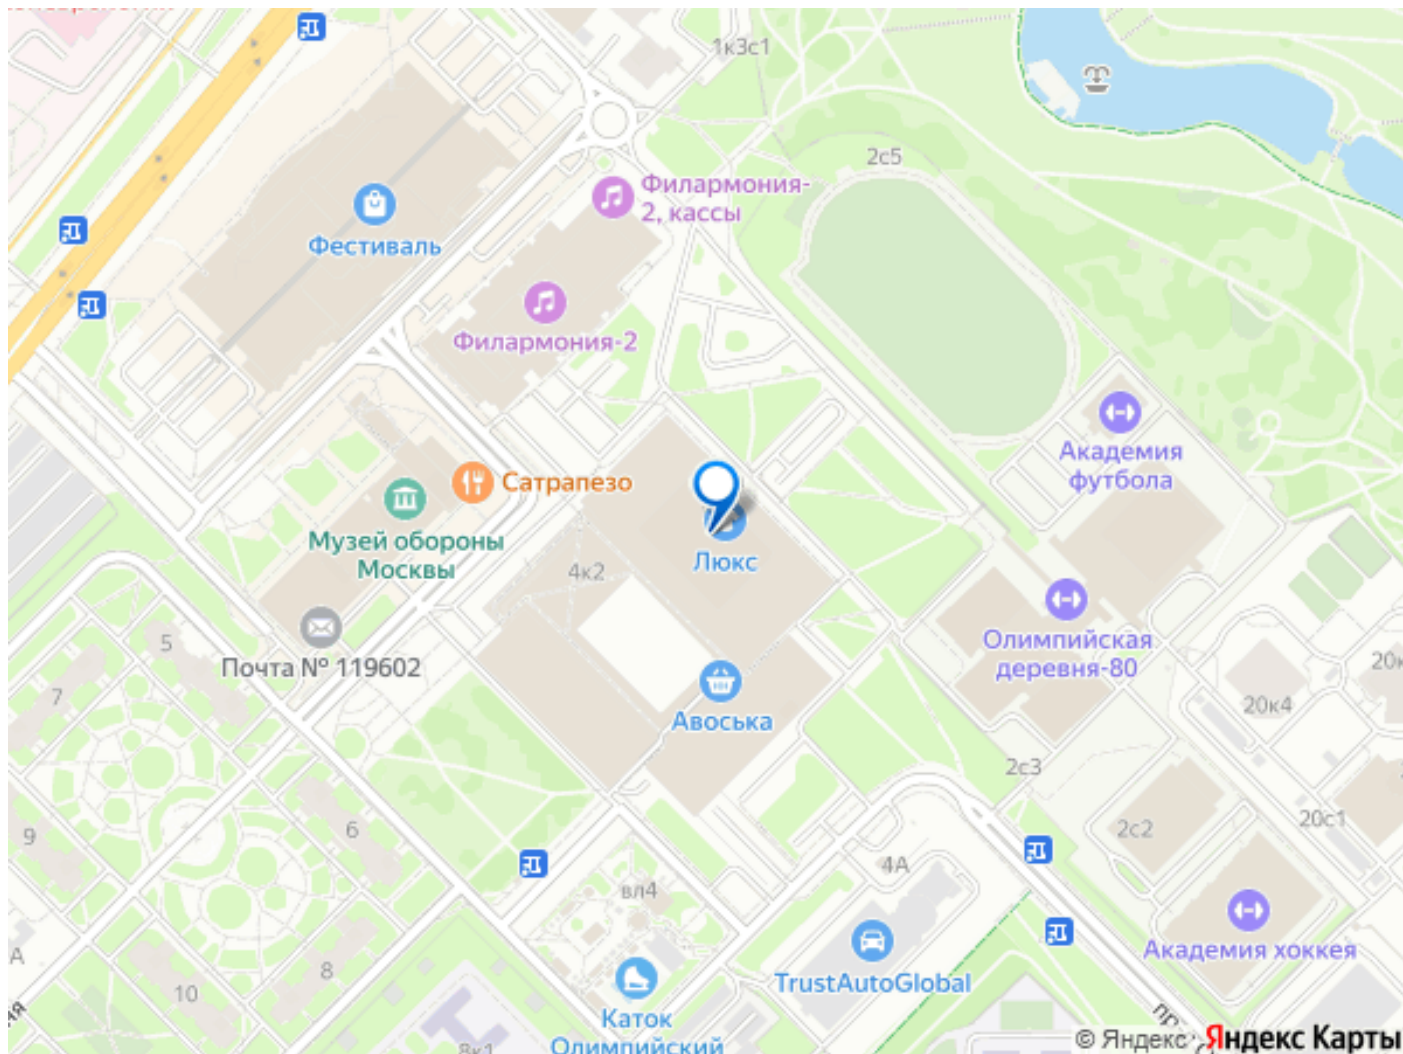 1к3с1
2с5
Филармония-
2, кассы
Фестиваль
Филармония-2
Академия
футбола
Сатрапезо
Музей обороны
Москвы
Люкс
4к2
Почта № 119602
Олимпийская
деревня-80
5
7
20к4
Авоська
2с3
20с1
2с2
9
6
4А
вл4
Академия хоккея
А
8
10
TrustAutoGlobal
Каток
Олимпийский
8к1
© Яндекс
Яндекс Карты